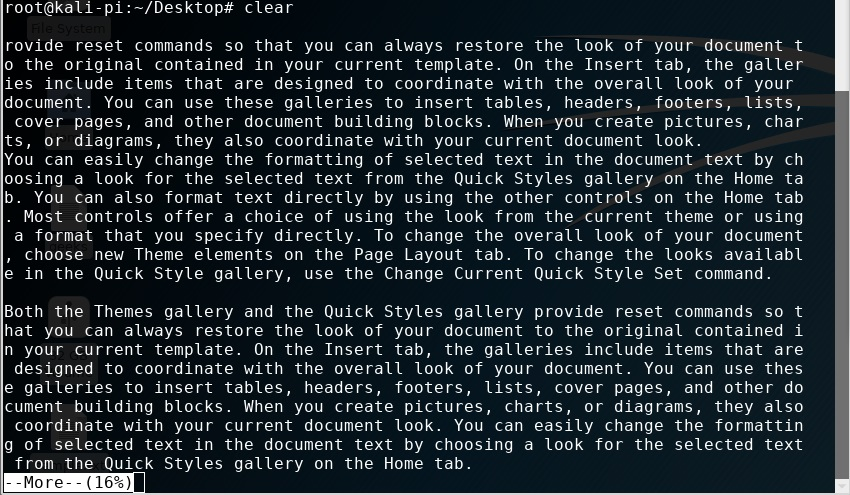 root@kali-pi:~/Desktop# clear
File System
rovide reset commands so that you can always restore the look of your document t
o the original contained in your current template. On the Insert tab, the galler
ies include items that are designed to coordinate with the overall look of your
document. You can use these galleries to insert tables, headers, footers, lists,
 cover pages, and other document building blocks. When you create pictures, char
ts, or diagrams, they also coordinate with your current document look.
You can easily change the formatting of selected text in the document text by ch
oosing a look for the selected text from the Quick Styles gallery on the Home ta
b. You can also format text directly by using the other controls on the Home tab
. Most controls offer a choice of using the look from the current theme or using
 a format that you specify directly. To change the overall look of your document
, choose new Theme elements on the Page Layout tab. To change the looks availabl
e in the Quick Style gallery, use the Change Current Quick Style Set command.
Both the Themes gallery and the Quick Styles gallery provide reset commands so t
hat you can always restore the look of your document to the original contained i
n your current template. On the Insert tab, the galleries include items that are
 designed to coordinate with the overall look of your document. You can use thes
e galleries to insert tables, headers, footers, lists, cover pages, and other do
cument building blocks. When you create pictures, charts, or diagrams, they also
 coordinate with your current document look. You can easily change the formattin
g of selected text in the document text by choosing a look for the selected text
 from the Quick Styles gallery on the Home tab.
--More--(16%)